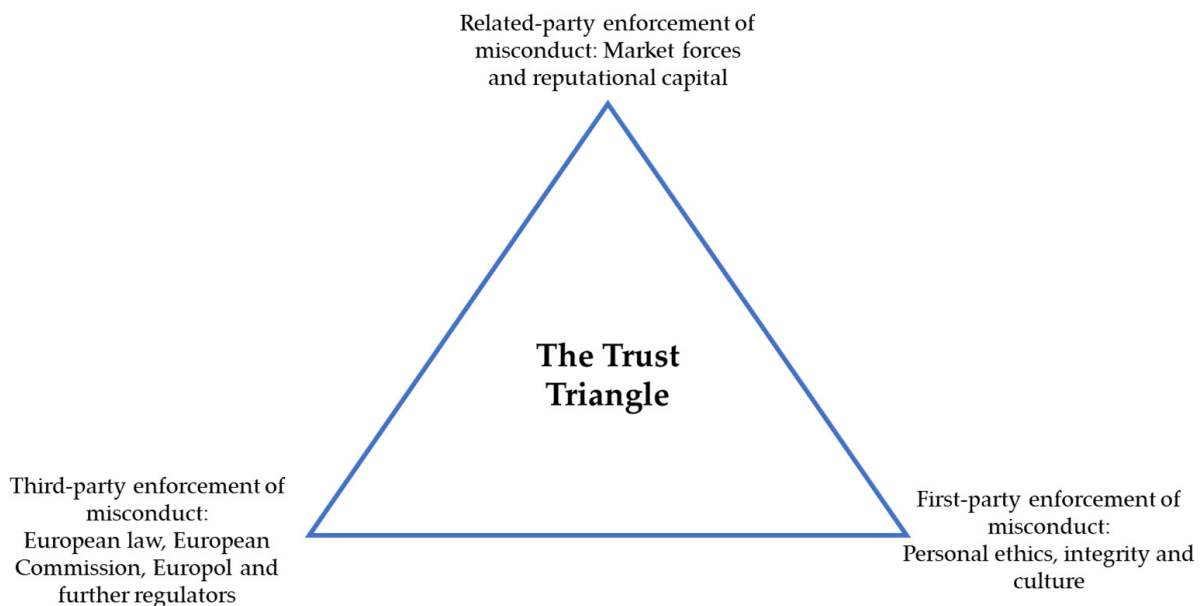 Related-party enforcement of
misconduct: Market forces
and reputational capital
The Trust
Triangle
Third-party enforcement of
misconduct:
European law, European
Commission, Europol and
further regulators
First-party enforcement of
misconduct:
Personal ethics, integrity and
culture